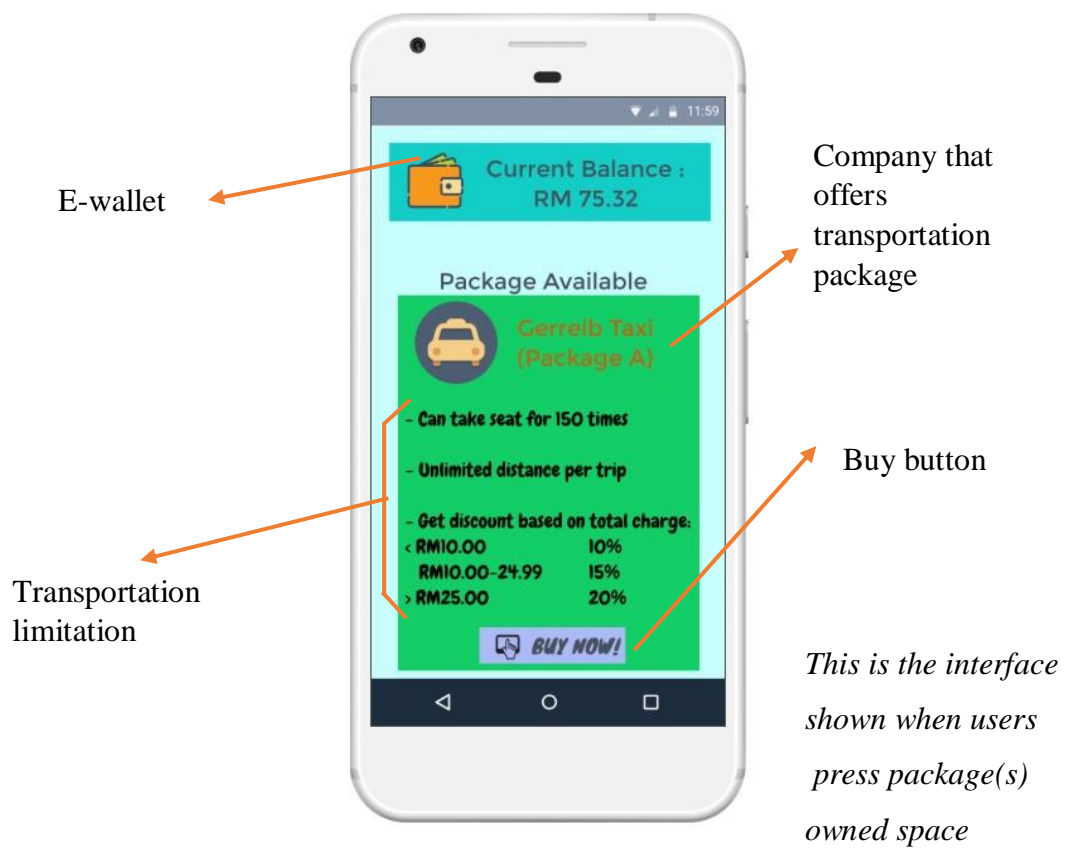 11:59
E-wallet
Current Balance :
RM 75.32
Company that
offers
transportation
package
Package Available
Gerreib Taxi
(Package A)
- Can take seat for 150 times
- Unlimited distance per trip
- Get discount based on total charge:
< RM10.00 10%
RM10.00-24.99 15%
> RM25.00 20%
BUY NOW!
Buy button
Transportation
limitation
This is the interface
shown when users
press package(s)
owned space